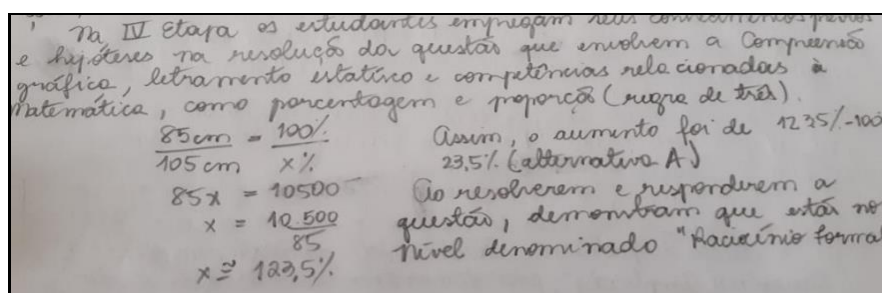 Na IV Etapa os estudantes empregam seus conhecimentos prévios
e hipóteses na resolução da questão que envolvem a Compreensão
gráfica, letramento estatísco e competências relacionadas à
Matemática, como porcentagem e proporção (regra de três).
85cm = 100% Assim, o aumento foi de 123,5%-100
105cm x% 23,5% (alternativa A)
85x = 10500 Ao resolverem e responderem a
x = 10.500 questão, demonstram que estão no
85 nível denominado "Raciocínio formal
x ≅ 123,5%